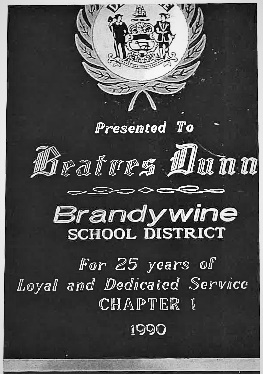 Presented To
Beatres Dunn
Brandywine
SCHOOL DISTRICT
For 25 years of
Loyal and Dedicated Service
CHAPTER 1
1990